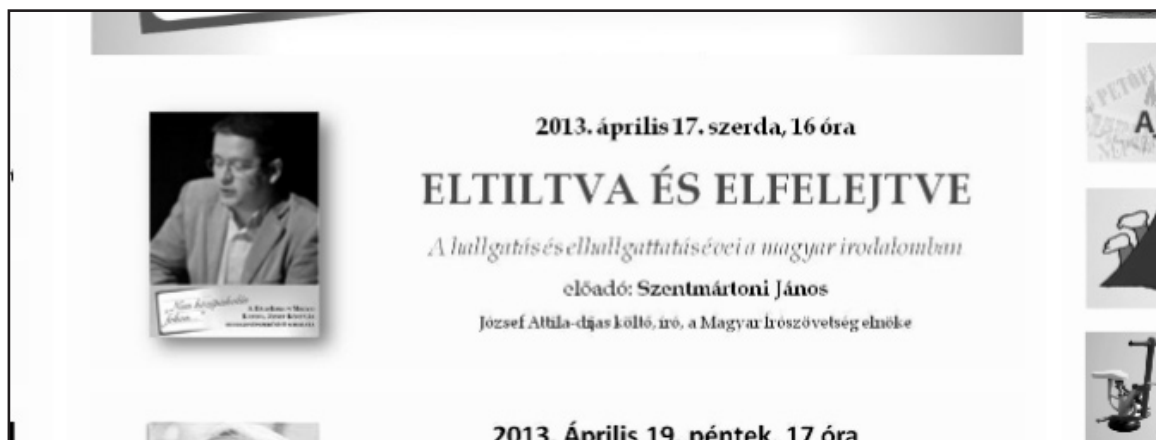 2013. április 17. szerda, 16 óra
ELTILTVA ÉS ELFELEJTVE
A hallgatás és elhallgattatás évei a magyar irodalomban
előadó: Szentmártoni János
József Attila-díjas költő, író, a Magyar Írószövetség elnöke
2013. Április 19. péntek, 17 óra
PETŐFI